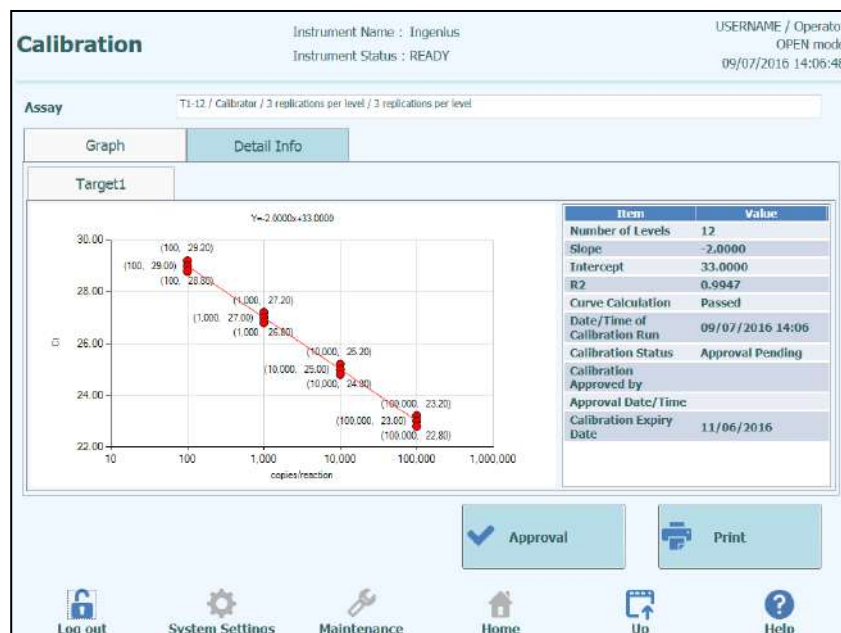 Calibration
Instrument Name : Ingenius
Instrument Status : READY
USERNAME / Operato
OPEN mode
09/07/2016 14:06:48
Assay
T1-12 / Calibrator / 3 replications per level / 3 replications per level
Graph
Detail Info
Target1
Y=-2.0000x+33.0000
30.00
28.00
26.00
24.00
22.00
Ct
(100, 29.20)
(100, 29.00)
(100, 28.80)
(1,000, 27.20)
(1,000, 27.00)
(1,000, 26.80)
(10,000, 25.20)
(10,000, 25.00)
(10,000, 24.80)
(100,000, 23.20)
(100,000, 23.00)
(100,000, 22.80)
10
100
1,000
10,000
100,000
1,000,000
copies/reaction
Item Value
Number of Levels 12
Slope -2.0000
Intercept 33.0000
R2 0.9947
Curve Calculation Passed
Date/Time of
Calibration Run 09/07/2016 14:06
Calibration Status Approval Pending
Calibration
Approved by
Approval Date/Time
Calibration Expiry
Date 11/06/2016
Approval
Print
Log out
System Settings
Maintenance
Home
Up
Help